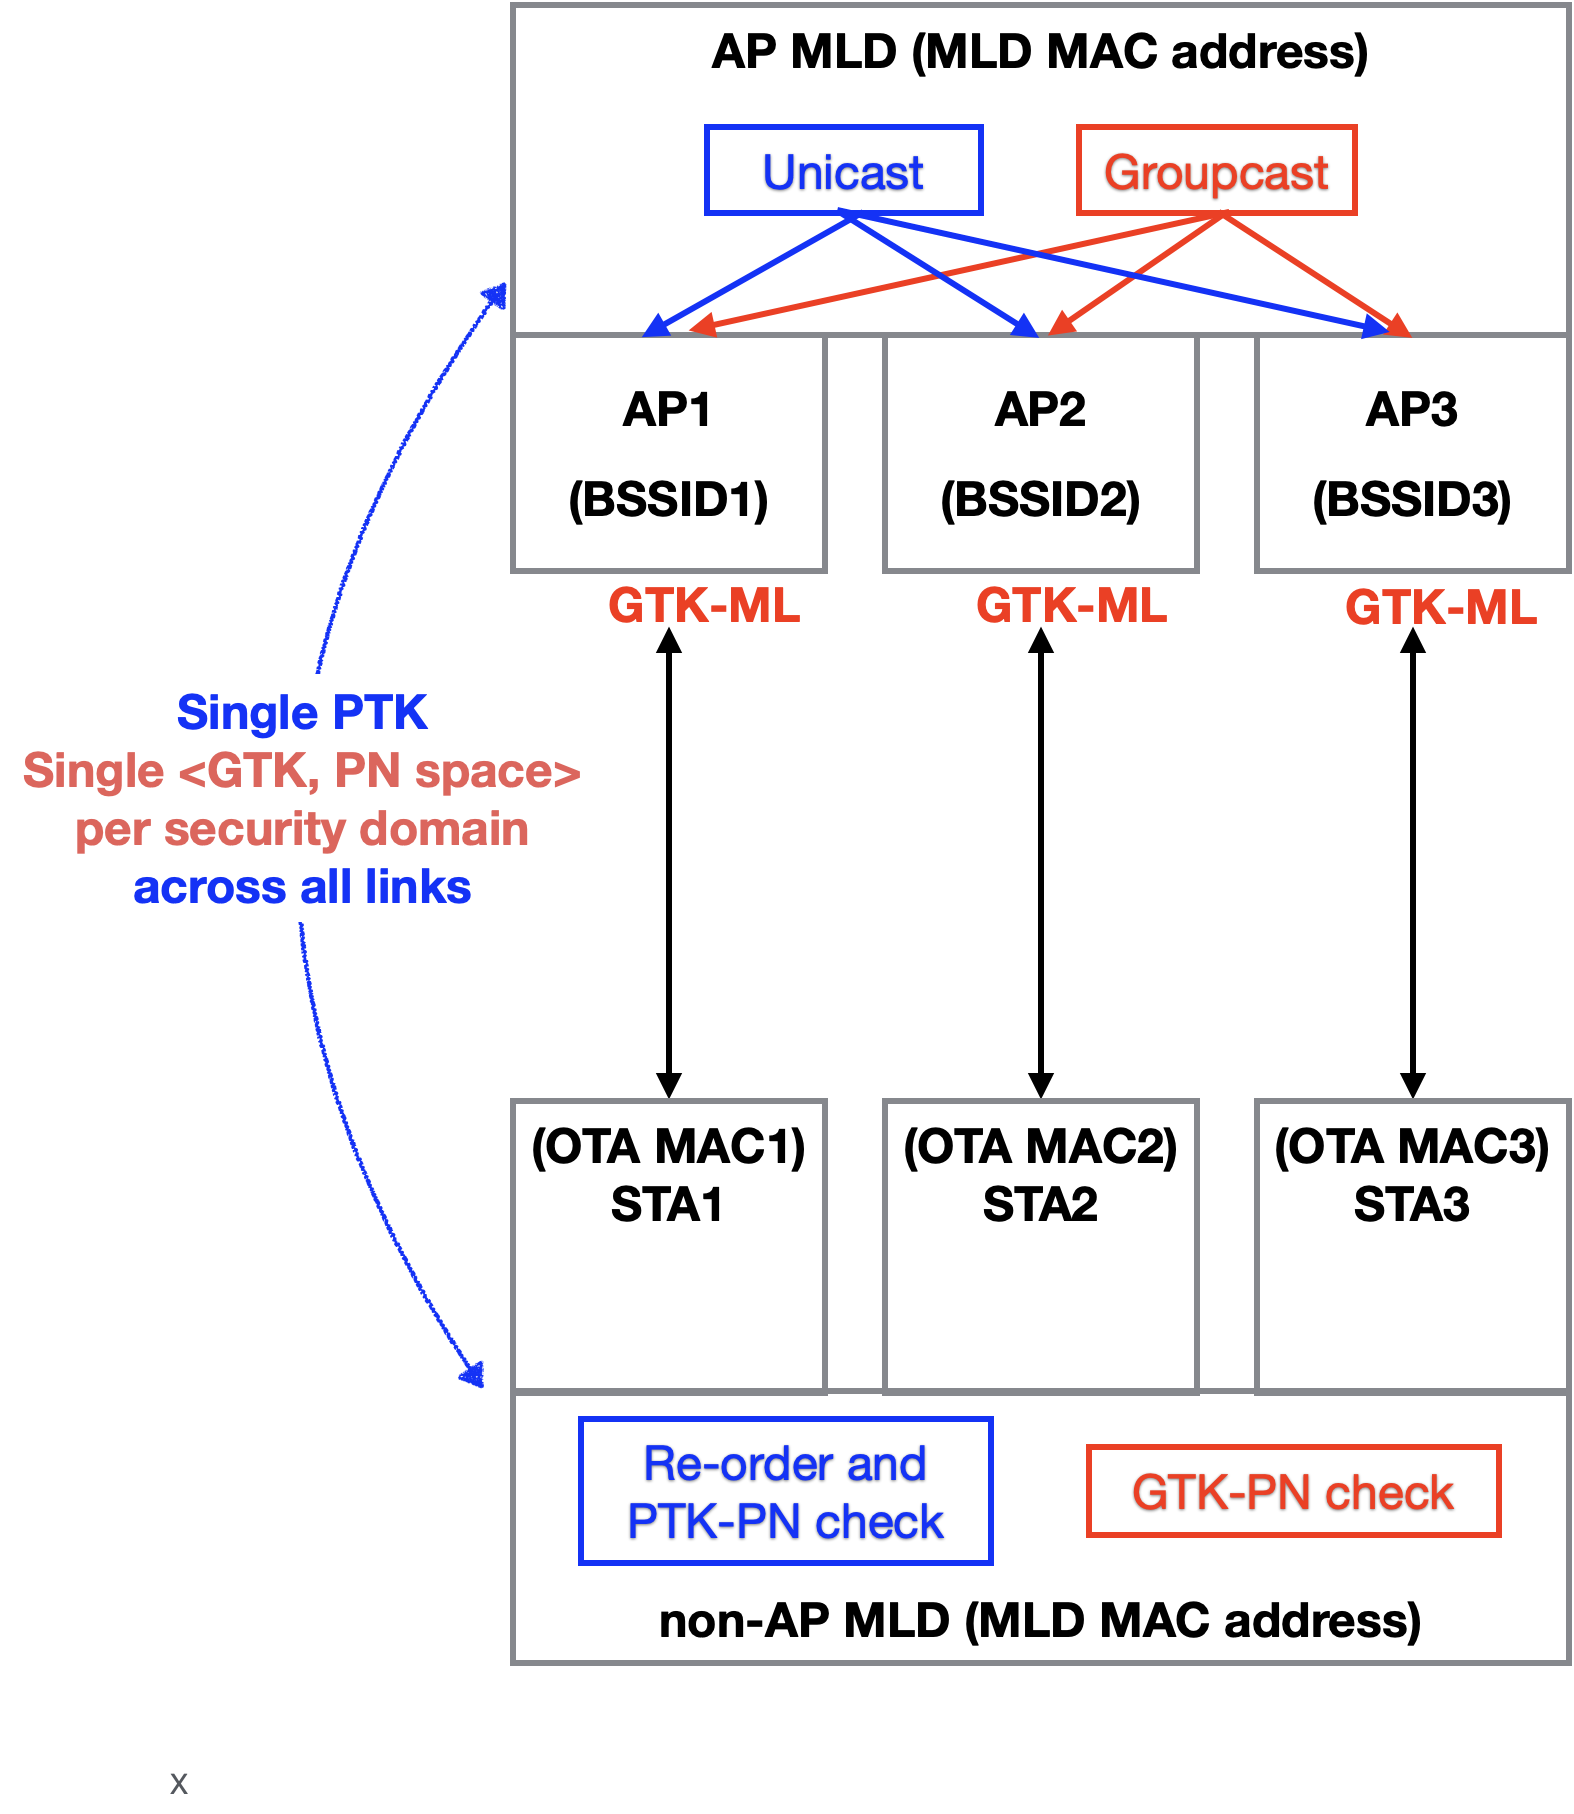 AP MLD (MLD MAC address)
Unicast
Groupcast
AP1
(BSSID1)
AP2
(BSSID2)
AP3
(BSSID3)
GTK-ML
GTK-ML
GTK-ML
Single PTK
Single <GTK, PN space>
per security domain
across all links
(OTA MAC1)
STA1
(OTA MAC2)
STA2
(OTA MAC3)
STA3
Re-order and
PTK-PN check
GTK-PN check
non-AP MLD (MLD MAC address)
x